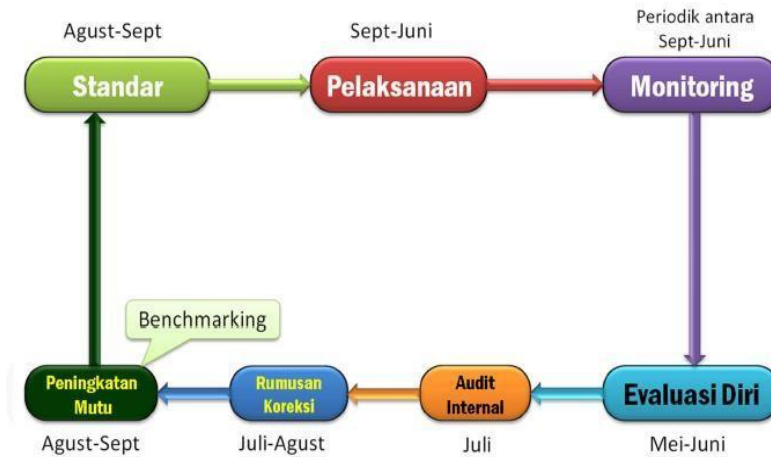 Agust-Sept
Sept-Juni
Periodik antara
Sept-Juni
Standar
Pelaksanaan
Monitoring
Benchmarking
Peningkatan
Mutu
Rumusan
Koreksi
Audit
Internal
Evaluasi Diri
Agust-Sept
Juli-Agust
Juli
Mei-Juni